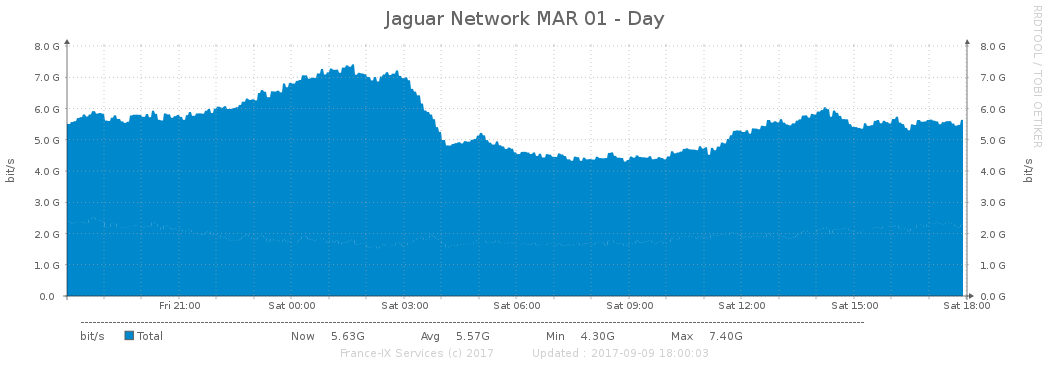 Jaguar Network MAR 01 - Day
RRDTOOL / TOBI OETIKER
bit/s
8.0 G 8.0 G
7.0 G 7.0 G
6.0 G 6.0 G
5.0 G 5.0 G
4.0 G 4.0 G
3.0 G 3.0 G
2.0 G 2.0 G
1.0 G 1.0 G
0.0 0.0 G
bit/s
Fri 21:00 Sat 00:00 Sat 03:00 Sat 06:00 Sat 09:00 Sat 12:00 Sat 15:00 Sat 18:00
bit/s Total Now 5.63G Avg 5.57G Min 4.30G Max 7.40G
France-IX Services (c) 2017 Updated : 2017-09-09 18:00:03